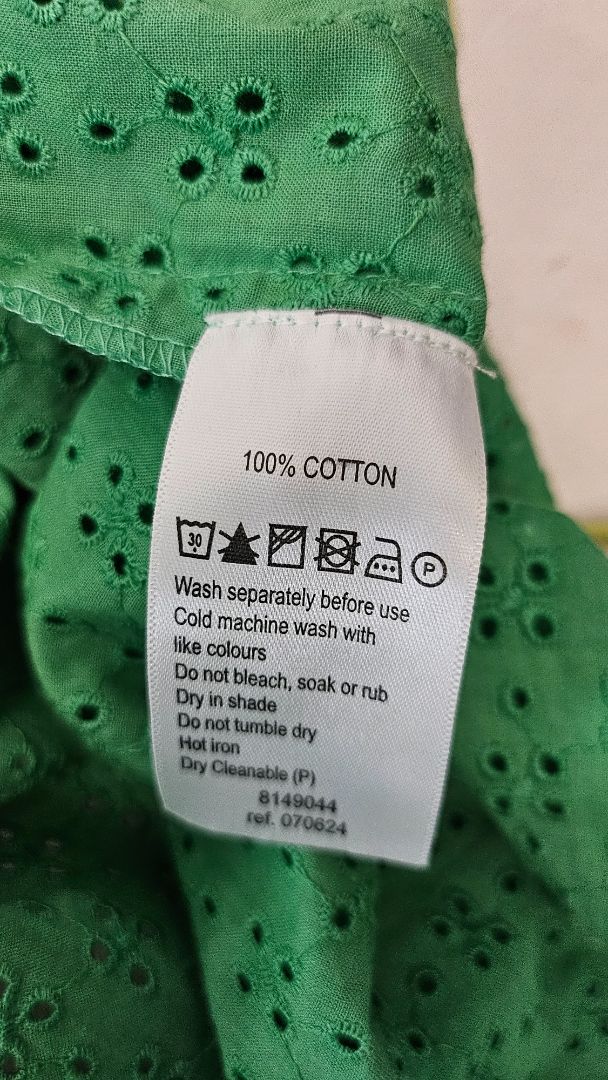 100% COTTON
30 P
Wash separately before use
Cold machine wash with
like colours
Do not bleach, soak or rub
Dry in shade
Do not tumble dry
Hot iron
Dry Cleanable (P)
8149044
ref. 070624